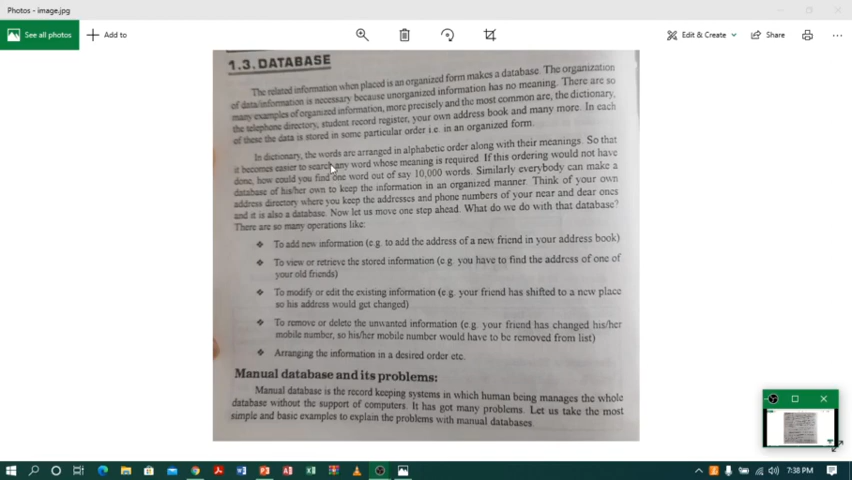 Photos - image.jpg
See all photos
Add to
Edit & Create
Share
1.3. DATABASE
The related information when placed is an organized form makes a database. The organization
of data/information is necessary because unorganized information has no meaning. There are so
many examples of organized information, more precisely and the most common are, the dictionary,
the telephone directory, student record register, your own address book and many more. In each
of these the data is stored in some particular order i.e. in an organized form.
In dictionary, the words are arranged in alphabetic order along with their meanings. So that
it becomes easier to search any word whose meaning is required. If this ordering would not have
done, how could you find one word out of say 10,000 words. Similarly everybody can make a
database of his/her own to keep the information in an organized manner. Think of your own
address directory where you keep the addresses and phone numbers of your near and dear ones
and it is also a database. Now let us move one step ahead. What do we do with that database?
There are so many operations like:
❖ To add new information (e.g. to add the address of a new friend in your address book)
❖ To view or retrieve the stored information (e.g. you have to find the address of one of
your old friends)
❖ To modify or edit the existing information (e.g. your friend has shifted to a new place
so his address would get changed)
❖ To remove or delete the unwanted information (e.g. your friend has changed his/her
mobile number, so his/her mobile number would have to be removed from list)
❖ Arranging the information in a desired order etc.
Manual database and its problems:
Manual database is the record keeping systems in which human being manages the whole
database without the support of computers. It has got many problems. Let us take the most
simple and basic examples to explain the problems with manual databases
7:38 PM